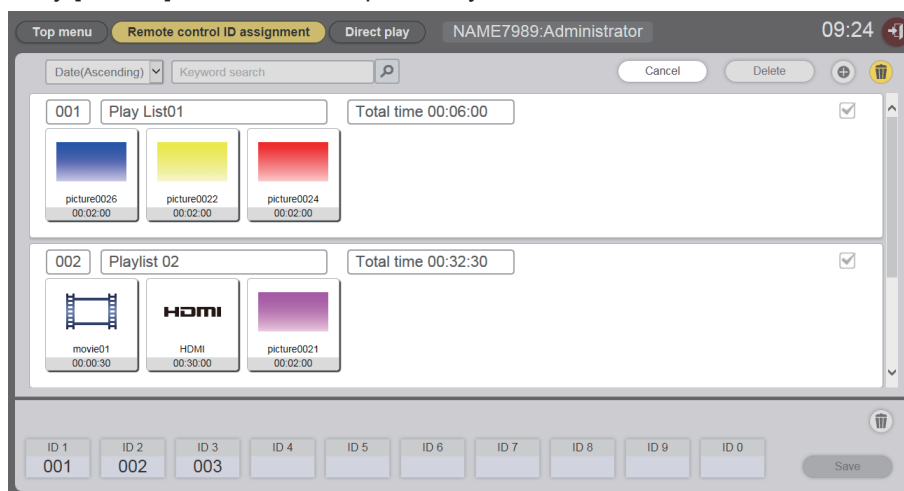 Top menu Remote control ID assignment Direct play NAME7989:Administrator 09:24
Date(Ascending) Keyword search Cancel Delete
001 Play List01 Total time 00:06:00
picture0026 picture0022 picture0024
00:02:00 00:02:00 00:02:00
002 Playlist 02 Total time 00:32:30
HDMI
movie01 HDMI picture0021
00:00:30 00:30:00 00:02:00
ID 1 ID 2 ID 3 ID 4 ID 5 ID 6 ID 7 ID 8 ID 9 ID 0
001 002 003 Save